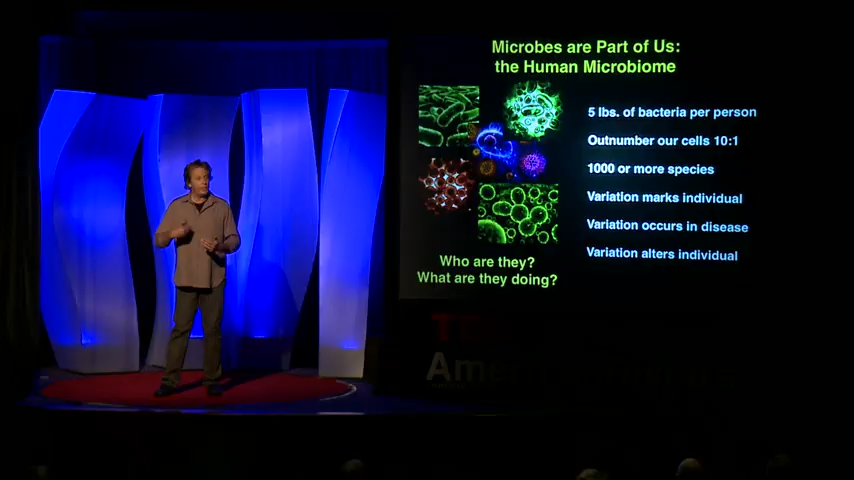 Microbes are Part of Us:
the Human Microbiome
5 lbs. of bacteria per person
Outnumber our cells 10:1
1000 or more species
Variation marks individual
Variation occurs in disease
Variation alters individual
Who are they?
What are they doing?